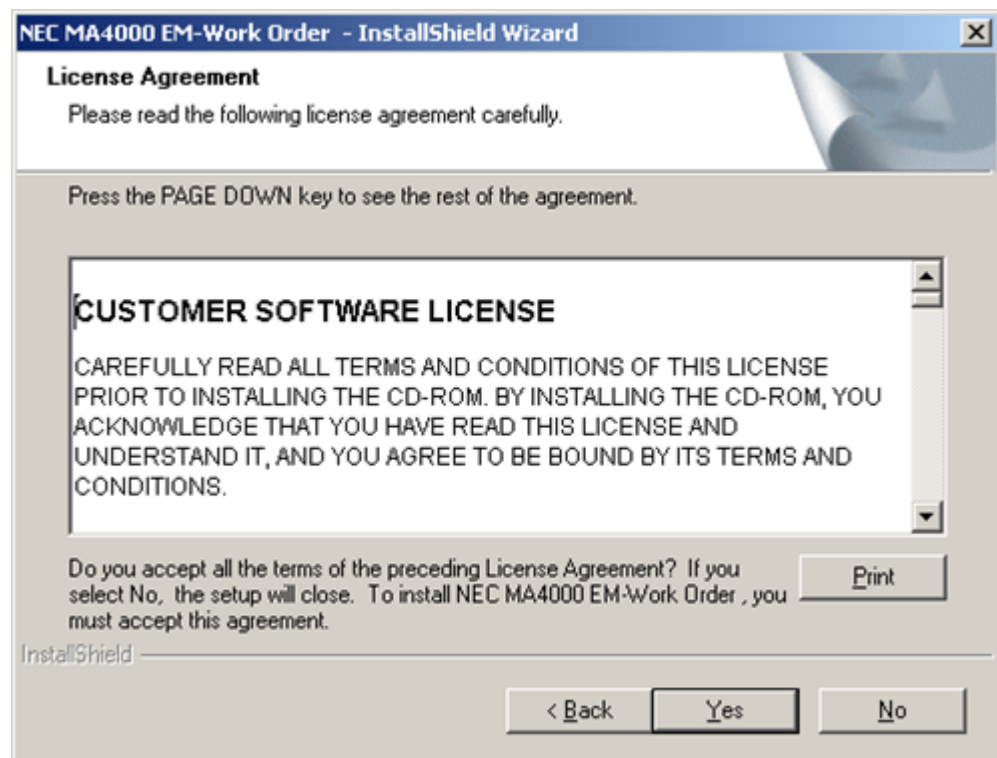 NEC MA4000 EM-Work Order - InstallShield Wizard
License Agreement
Please read the following license agreement carefully.
Press the PAGE DOWN key to see the rest of the agreement.
CUSTOMER SOFTWARE LICENSE
CAREFULLY READ ALL TERMS AND CONDITIONS OF THIS LICENSE
PRIOR TO INSTALLING THE CD-ROM. BY INSTALLING THE CD-ROM, YOU
ACKNOWLEDGE THAT YOU HAVE READ THIS LICENSE AND
UNDERSTAND IT, AND YOU AGREE TO BE BOUND BY ITS TERMS AND
CONDITIONS.
Do you accept all the terms of the preceding License Agreement? If you
select No, the setup will close. To install NEC MA4000 EM-Work Order , you
must accept this agreement.
Print
InstallShield
< Back
Yes
No